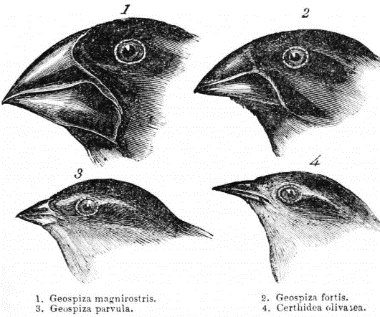 1
2
3
4
1. Geospiza magnirostris. 2. Geospiza fortis.
3. Geospiza parvula. 4. Certhidea olivacea.